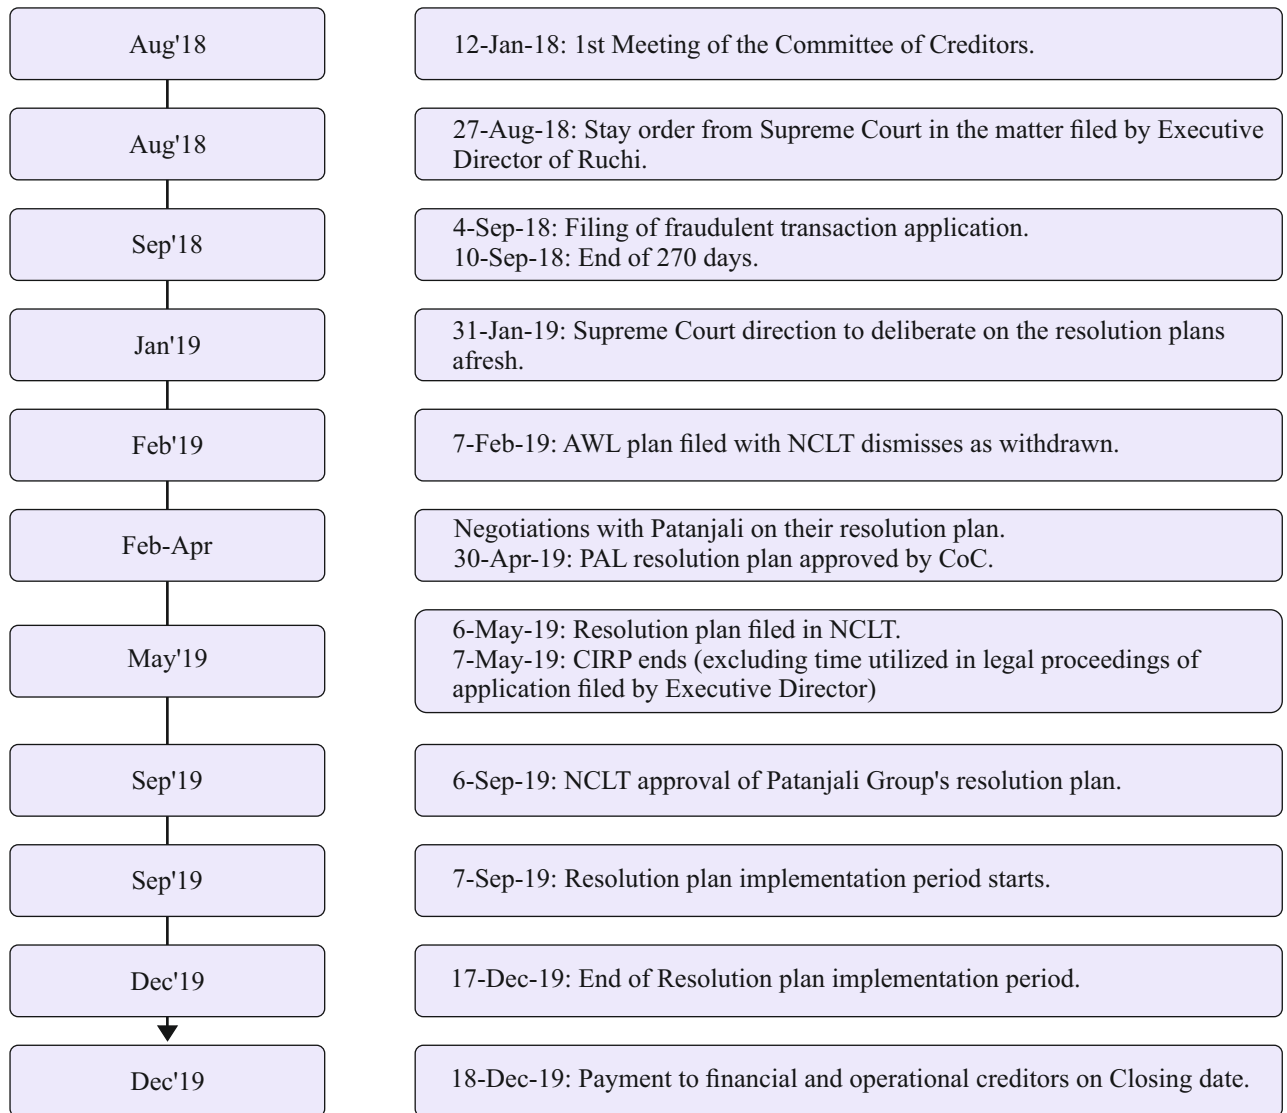 Aug'18
12-Jan-18: 1st Meeting of the Committee of Creditors.
Aug'18
27-Aug-18: Stay order from Supreme Court in the matter filed by Executive
Director of Ruchi.
Sep'18
4-Sep-18: Filing of fraudulent transaction application.
10-Sep-18: End of 270 days.
Jan'19
31-Jan-19: Supreme Court direction to deliberate on the resolution plans
afresh.
Feb'19
7-Feb-19: AWL plan filed with NCLT dismisses as withdrawn.
Feb-Apr
Negotiations with Patanjali on their resolution plan.
30-Apr-19: PAL resolution plan approved by CoC.
May'19
6-May-19: Resolution plan filed in NCLT.
7-May-19: CIRP ends (excluding time utilized in legal proceedings of
application filed by Executive Director)
Sep'19
6-Sep-19: NCLT approval of Patanjali Group's resolution plan.
Sep'19
7-Sep-19: Resolution plan implementation period starts.
Dec'19
17-Dec-19: End of Resolution plan implementation period.
Dec'19
18-Dec-19: Payment to financial and operational creditors on Closing date.